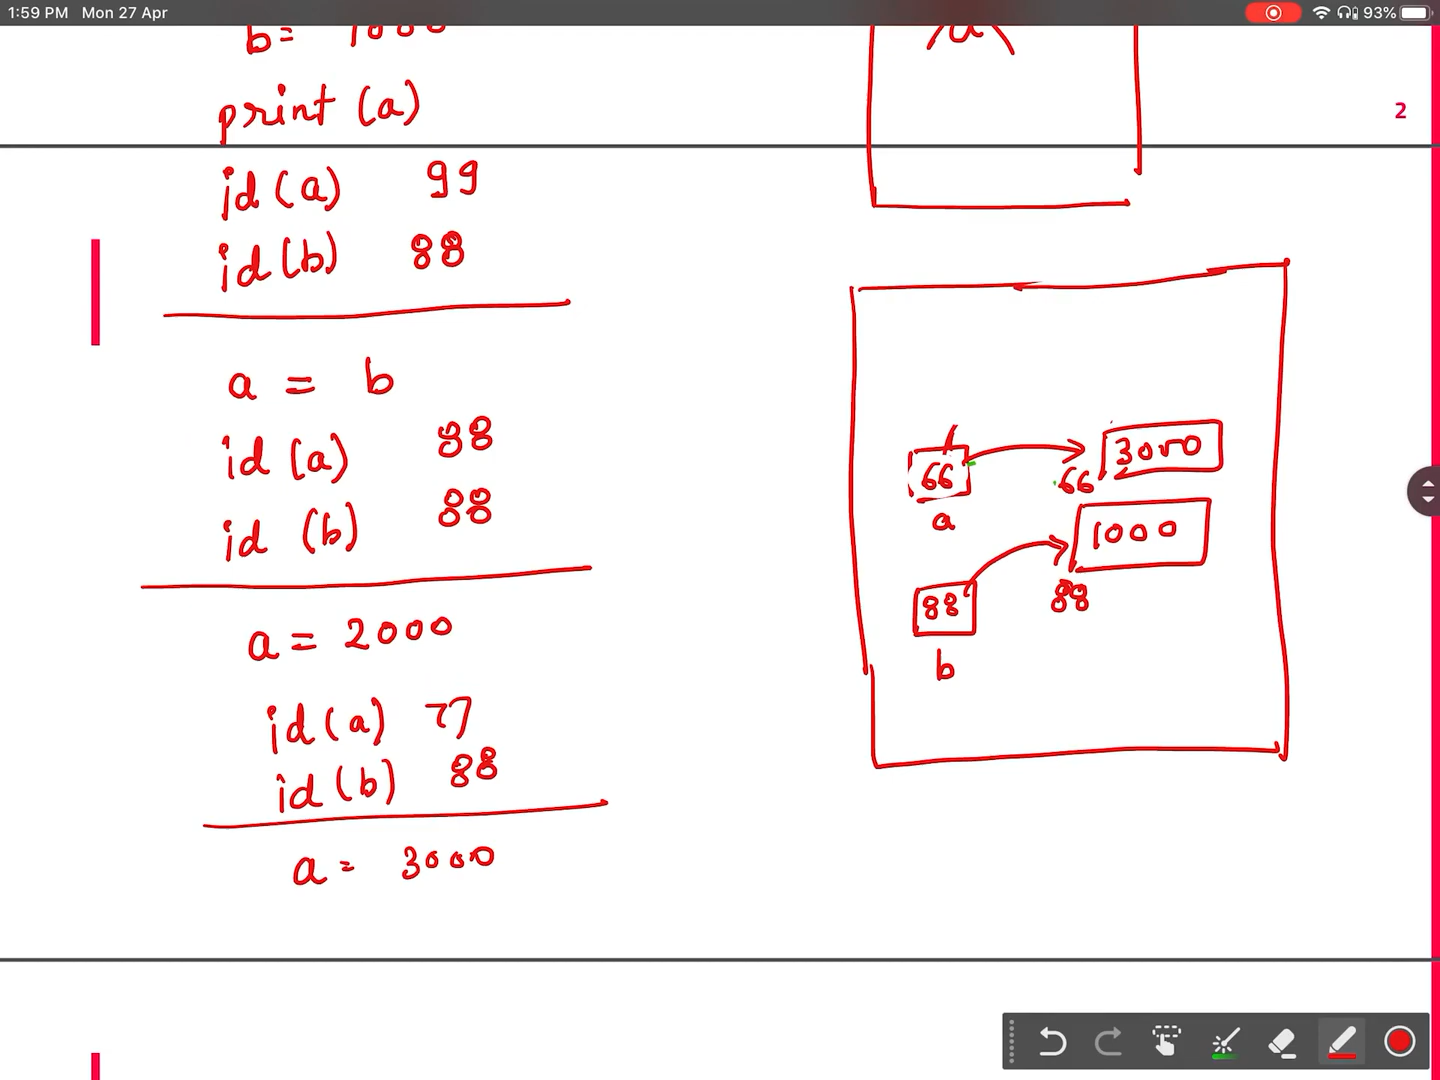 1:59 PM Mon 27 Apr
93%
b= 1000
print (a)
2
id (a) 99
id (b) 88
a = b
id (a) 88
id (b) 88
a = 2000
id (a) 77
id (b) 88
a = 3000
66
a
3000
66
1000
88
88
b